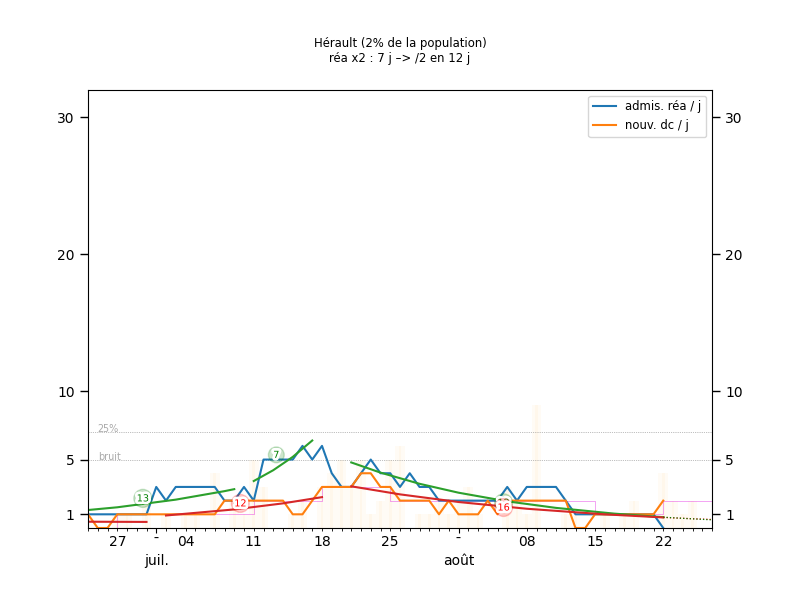 Hérault (2% de la population)
réa x2 : 7 j –> /2 en 12 j
admis. réa / j
nouv. dc / j
30 30
20 20
10 10
25%
bruit
5 5
1 1
7
13
12
16
27 - 04 11 18 25 - 08 15 22
juil. août